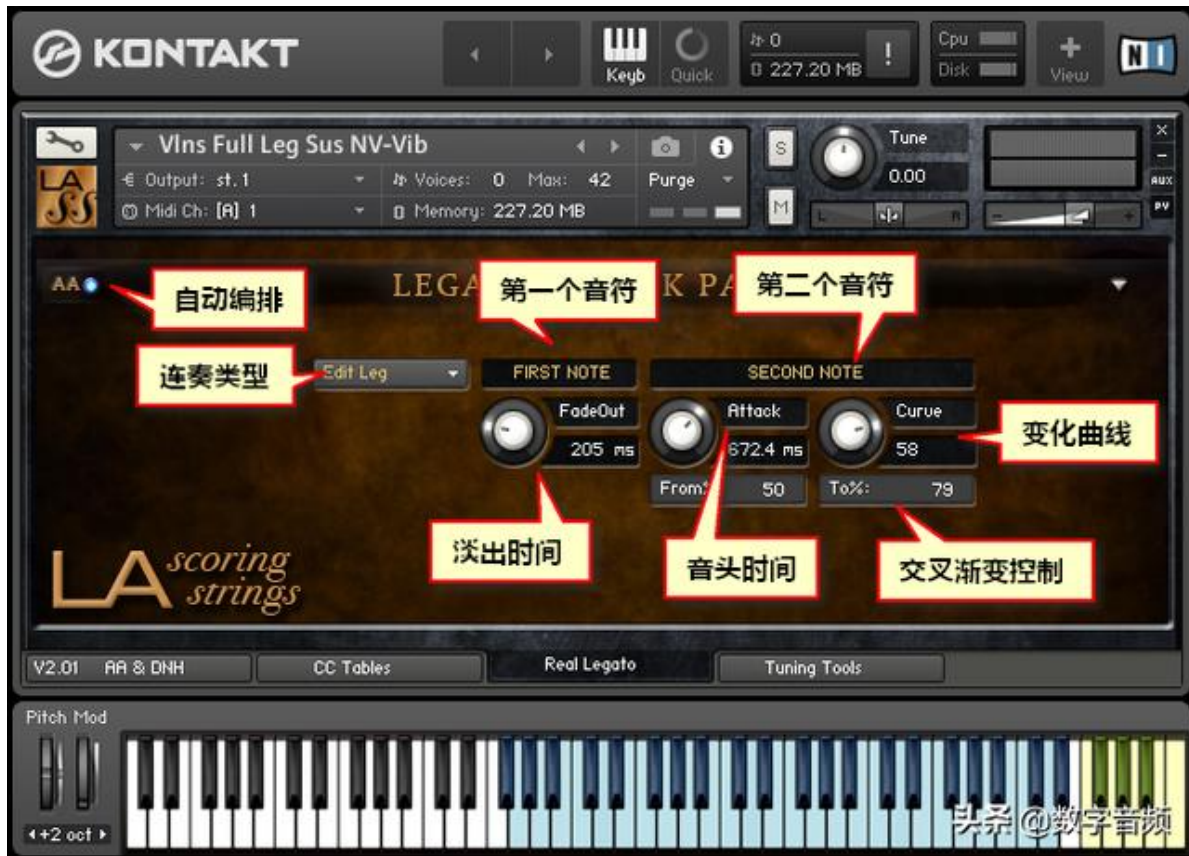 KONTAKT
Keyb
Quick
0
227.20 MB
!
Cpu
Disk
View
NI
Vlns Full Leg Sus NV-Vib
i
Output: st.1
Voices: 0 Max: 42
Purge
Midi Ch: [A] 1
Memory: 227.20 MB
S
M
Tune
0.00
L
R
×
AUX
PV
LA
SS
AA
自动编排
LEGA
第一个音符
K PA
第二个音符
连奏类型
Edit Leg
FIRST NOTE
SECOND NOTE
FadeOut
205 ms
Attack
672.4 ms
Curve
58
变化曲线
From%
50
To%:
79
淡出时间
音头时间
交叉渐变控制
LA scoring
strings
V2.01 AA & DNH
CC Tables
Real Legato
Tuning Tools
Pitch Mod
+2 oct
头条 @数字音频